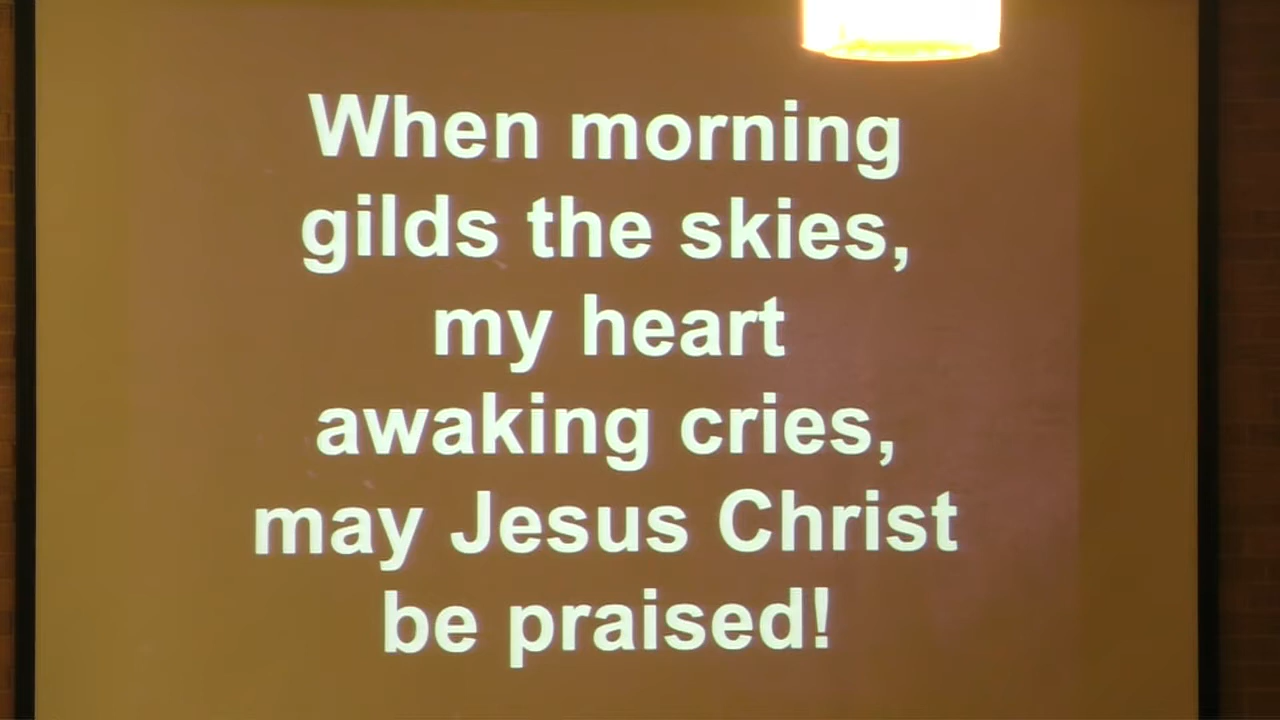 When morning
gilds the skies,
my heart
awaking cries,
may Jesus Christ
be praised!